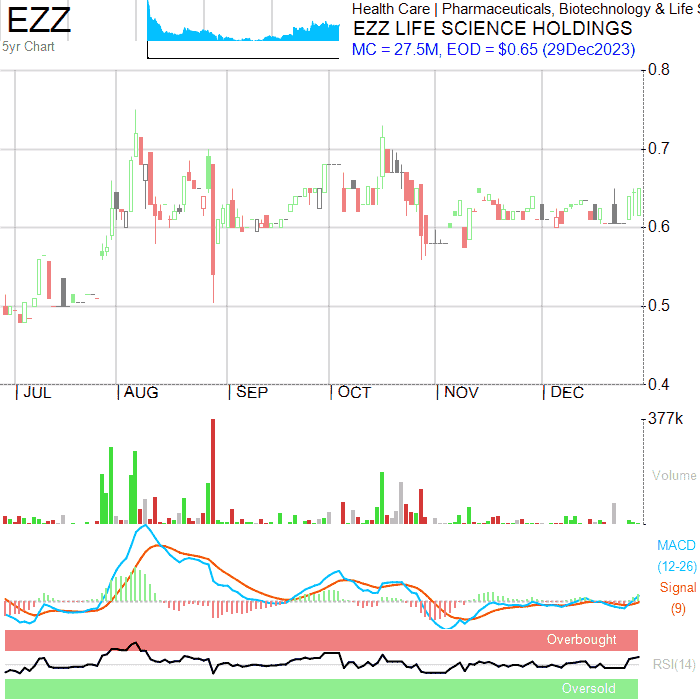 EZZ
5yr Chart
Health Care | Pharmaceuticals, Biotechnology & Life S
EZZ LIFE SCIENCE HOLDINGS
MC = 27.5M, EOD = $0.65 (29Dec2023)
0.8
0.7
0.6
0.5
0.4
JUL AUG SEP OCT NOV DEC
377k
Volume
MACD
(12-26)
Signal
(9)
Overbought
RSI(14)
Oversold